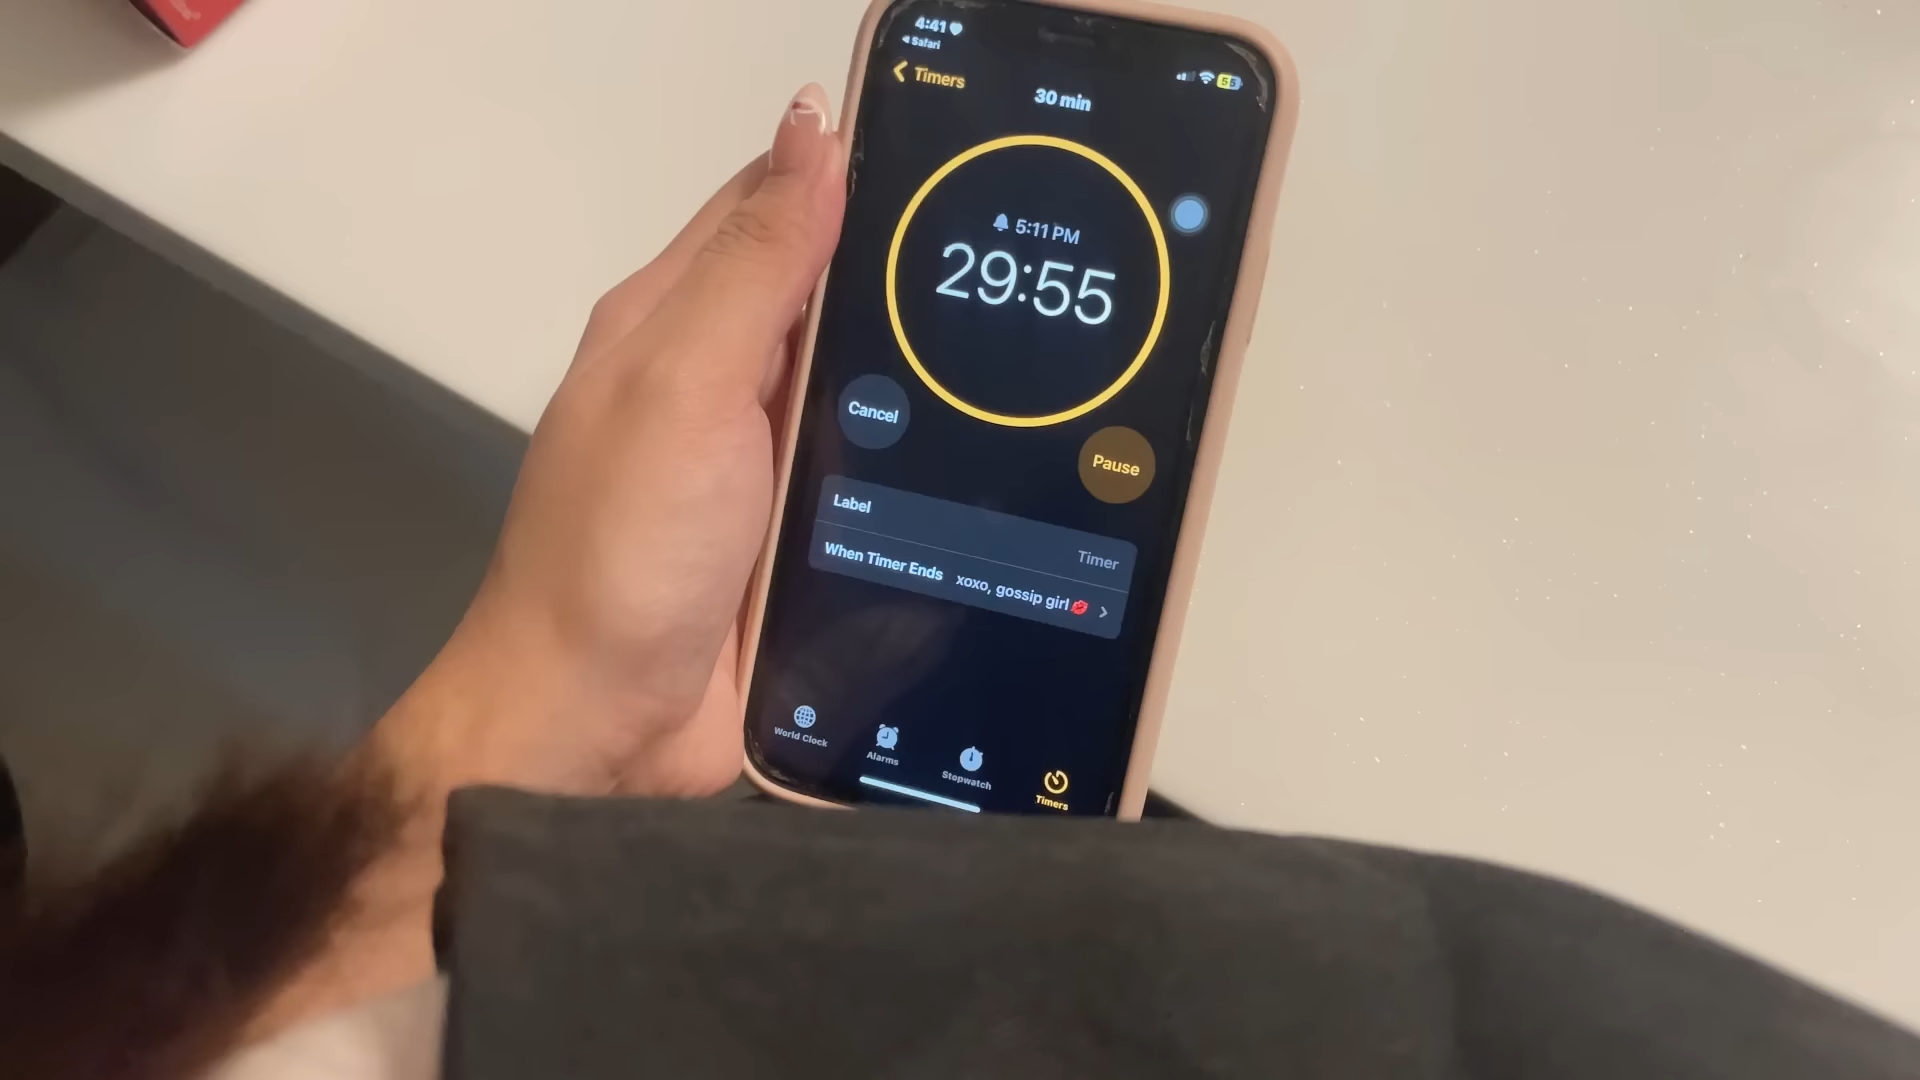 4:41
Safari
55
Timers
30 min
5:11 PM
29:55
Cancel
Pause
Label
Timer
When Timer Ends xoxo, gossip girl 💋
World Clock
Alarms
Stopwatch
Timers